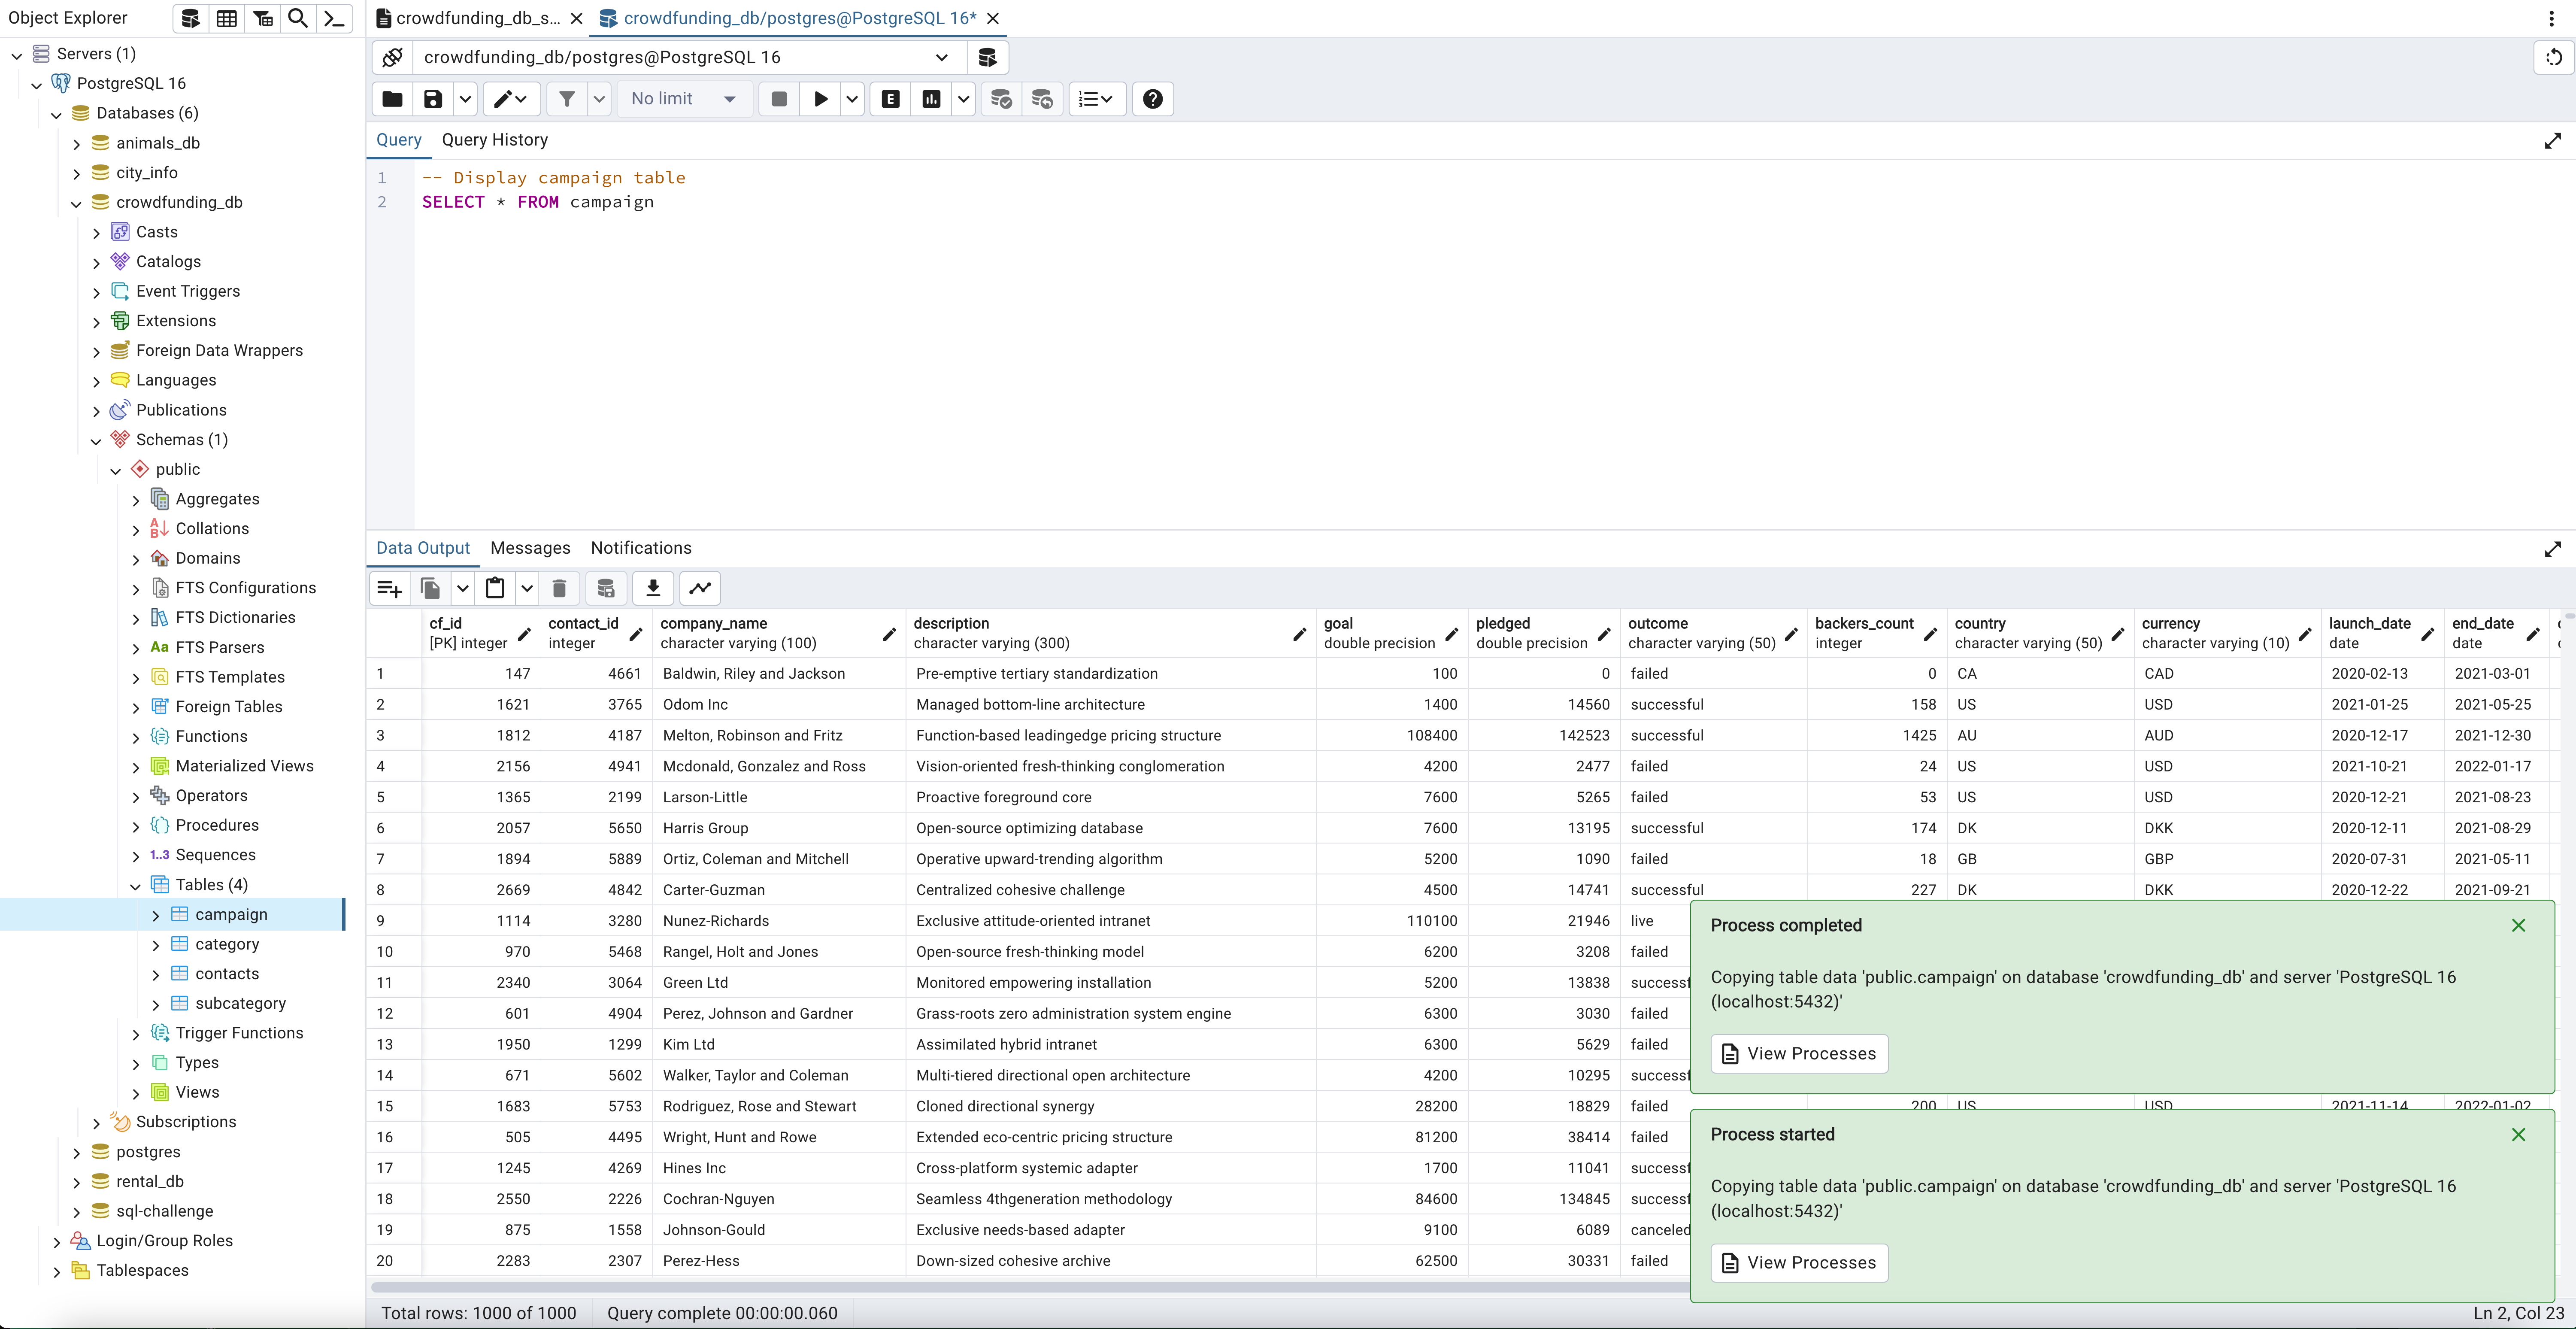 Object Explorer
Servers (1)
PostgreSQL 16
Databases (6)
animals_db
city_info
crowdfunding_db
Casts
Catalogs
Event Triggers
Extensions
Foreign Data Wrappers
Languages
Publications
Schemas (1)
public
Aggregates
Collations
Domains
FTS Configurations
FTS Dictionaries
Aa FTS Parsers
FTS Templates
Foreign Tables
Functions
Materialized Views
Operators
Procedures
1..3 Sequences
Tables (4)
campaign
category
contacts
subcategory
Trigger Functions
Types
Views
Subscriptions
postgres
rental_db
sql-challenge
Login/Group Roles
Tablespaces
crowdfunding_db_s... crowdfunding_db/postgres@PostgreSQL 16*
crowdfunding_db/postgres@PostgreSQL 16
No limit E
Query Query History
1 -- Display campaign table
2 SELECT * FROM campaign
Data Output Messages Notifications
cf_id contact_id company_name description goal pledged outcome backers_count country currency launch_date end_date
[PK] integer integer character varying (100) character varying (300) double precision double precision character varying (50) integer character varying (50) character varying (10) date date
1 147 4661 Baldwin, Riley and Jackson Pre-emptive tertiary standardization 100 0 failed 0 CA CAD 2020-02-13 2021-03-01
2 1621 3765 Odom Inc Managed bottom-line architecture 1400 14560 successful 158 US USD 2021-01-25 2021-05-25
3 1812 4187 Melton, Robinson and Fritz Function-based leadingedge pricing structure 108400 142523 successful 1425 AU AUD 2020-12-17 2021-12-30
4 2156 4941 Mcdonald, Gonzalez and Ross Vision-oriented fresh-thinking conglomeration 4200 2477 failed 24 US USD 2021-10-21 2022-01-17
5 1365 2199 Larson-Little Proactive foreground core 7600 5265 failed 53 US USD 2020-12-21 2021-08-23
6 2057 5650 Harris Group Open-source optimizing database 7600 13195 successful 174 DK DKK 2020-12-11 2021-08-29
7 1894 5889 Ortiz, Coleman and Mitchell Operative upward-trending algorithm 5200 1090 failed 18 GB GBP 2020-07-31 2021-05-11
8 2669 4842 Carter-Guzman Centralized cohesive challenge 4500 14741 successful 227 DK DKK 2020-12-22 2021-09-21
9 1114 3280 Nunez-Richards Exclusive attitude-oriented intranet 110100 21946 live
10 970 5468 Rangel, Holt and Jones Open-source fresh-thinking model 6200 3208 failed
11 2340 3064 Green Ltd Monitored empowering installation 5200 13838 successf
12 601 4904 Perez, Johnson and Gardner Grass-roots zero administration system engine 6300 3030 failed
13 1950 1299 Kim Ltd Assimilated hybrid intranet 6300 5629 failed
14 671 5602 Walker, Taylor and Coleman Multi-tiered directional open architecture 4200 10295 successf
15 1683 5753 Rodriguez, Rose and Stewart Cloned directional synergy 28200 18829 failed 200 US USD 2021-11-14 2022-01-02
16 505 4495 Wright, Hunt and Rowe Extended eco-centric pricing structure 81200 38414 failed
17 1245 4269 Hines Inc Cross-platform systemic adapter 1700 11041 successf
18 2550 2226 Cochran-Nguyen Seamless 4thgeneration methodology 84600 134845 successf
19 875 1558 Johnson-Gould Exclusive needs-based adapter 9100 6089 canceled
20 2283 2307 Perez-Hess Down-sized cohesive archive 62500 30331 failed
Process completed
Copying table data 'public.campaign' on database 'crowdfunding_db' and server 'PostgreSQL 16
(localhost:5432)'
View Processes
Process started
Copying table data 'public.campaign' on database 'crowdfunding_db' and server 'PostgreSQL 16
(localhost:5432)'
View Processes
Total rows: 1000 of 1000 Query complete 00:00:00.060 Ln 2, Col 23